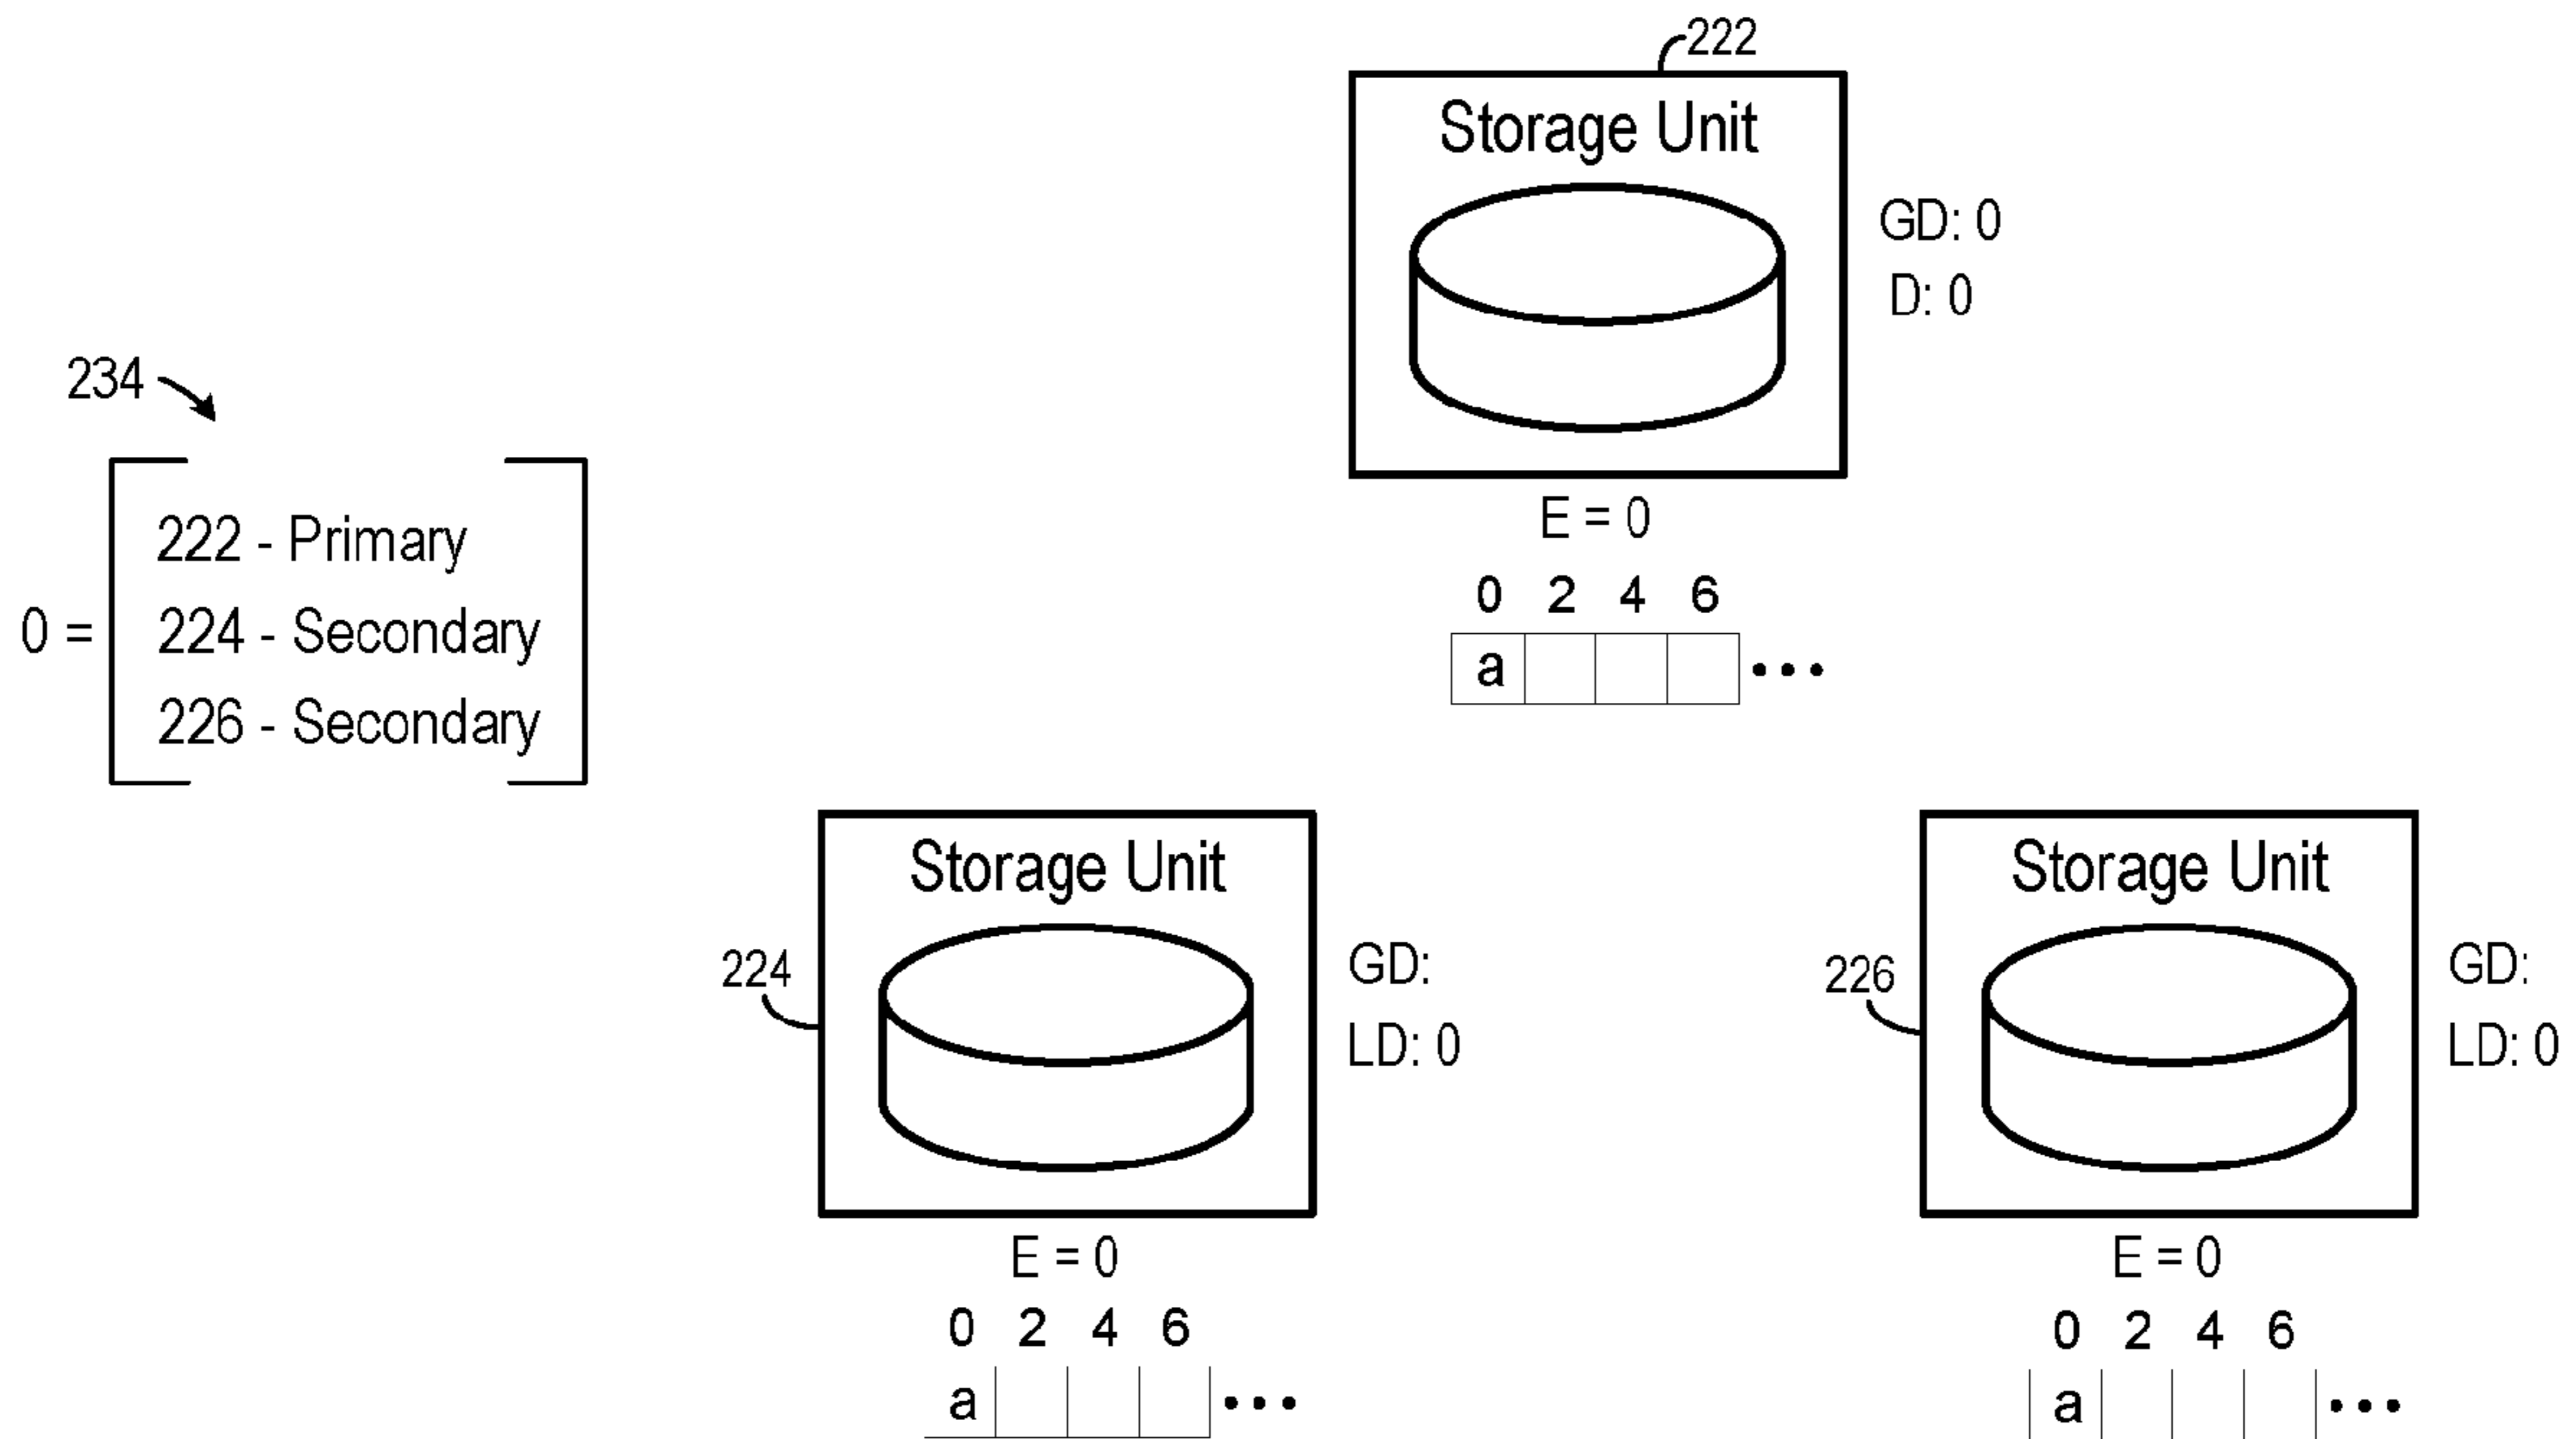 222
Storage Unit
GD: 0
D: 0
E = 0
0 2 4 6
a •••
234
0 =
222 - Primary
224 - Secondary
226 - Secondary
224
Storage Unit
GD:
LD: 0
E = 0
0 2 4 6
a •••
226
Storage Unit
GD:
LD: 0
E = 0
0 2 4 6
a •••